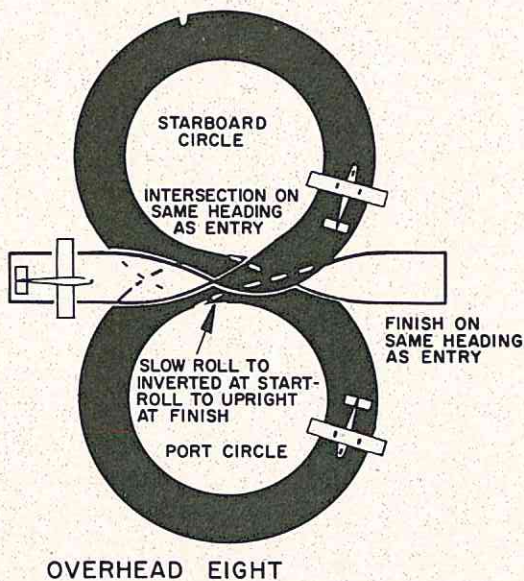 STARBOARD
CIRCLE
INTERSECTION ON
SAME HEADING
AS ENTRY
FINISH ON
SAME HEADING
AS ENTRY
SLOW ROLL TO
INVERTED AT START-
ROLL TO UPRIGHT
AT FINISH
PORT CIRCLE
OVERHEAD EIGHT